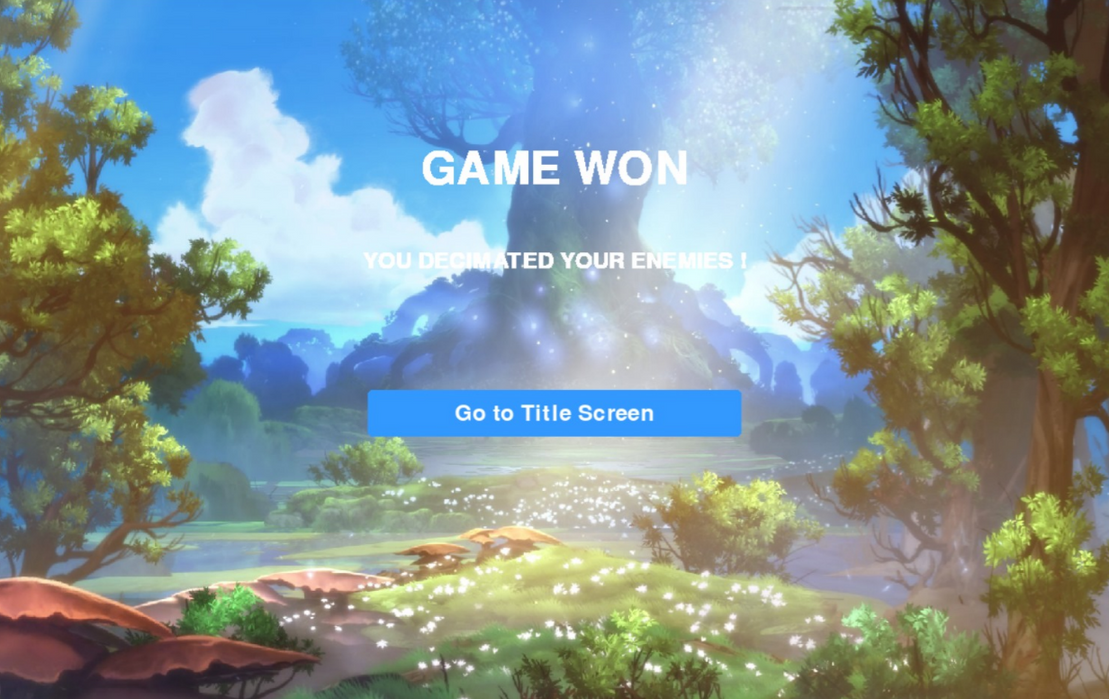 GAME WON
YOU DECIMATED YOUR ENEMIES !
Go to Title Screen